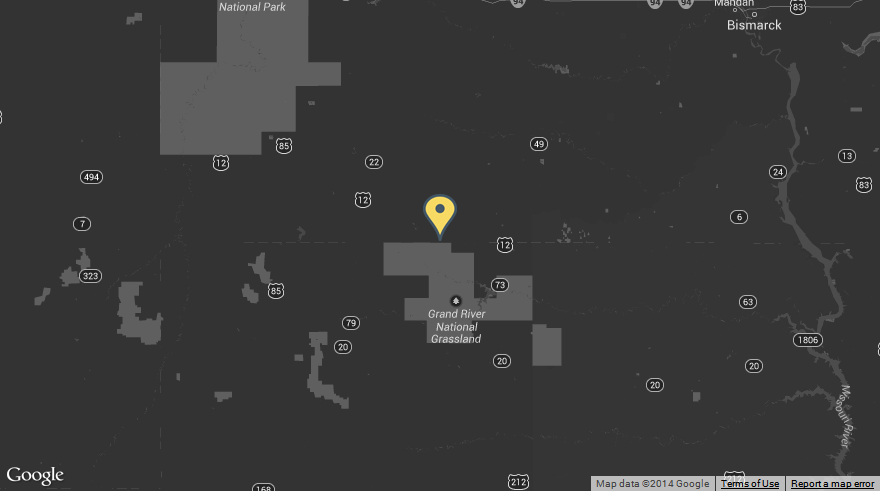 National Park
94
94
94
83
Mandan
Bismarck
85
12
22
49
13
494
24
83
12
7
6
12
323
85
73
63
Grand River
National
Grassland
79
20
1806
20
20
20
Missouri River
Google
168
212
212
Map data ©2014 Google
Terms of Use
Report a map error